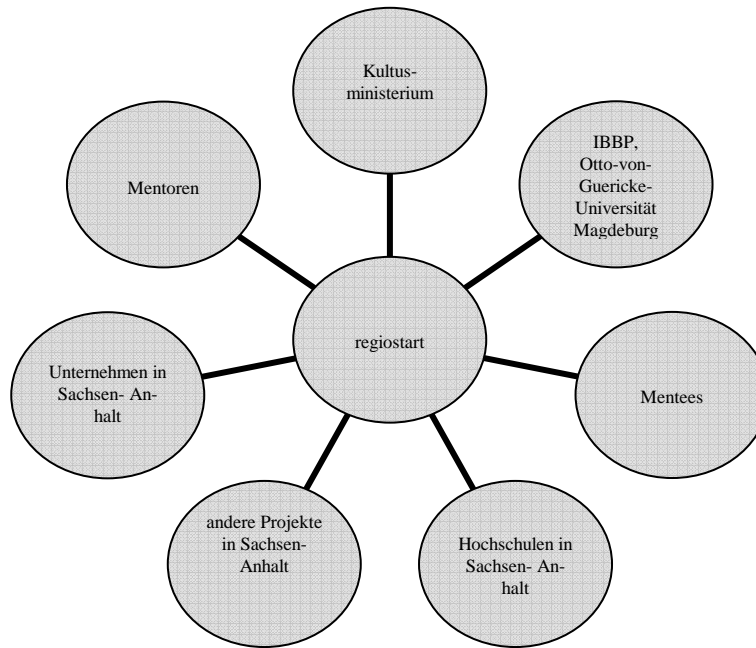 Kultus-
ministerium
IBBP,
Otto-von-
Guericke-
Universität
Magdeburg
Mentoren
regiostart
Unternehmen in
Sachsen- An-
halt
Mentees
andere Projekte
in Sachsen-
Anhalt
Hochschulen in
Sachsen- An-
halt